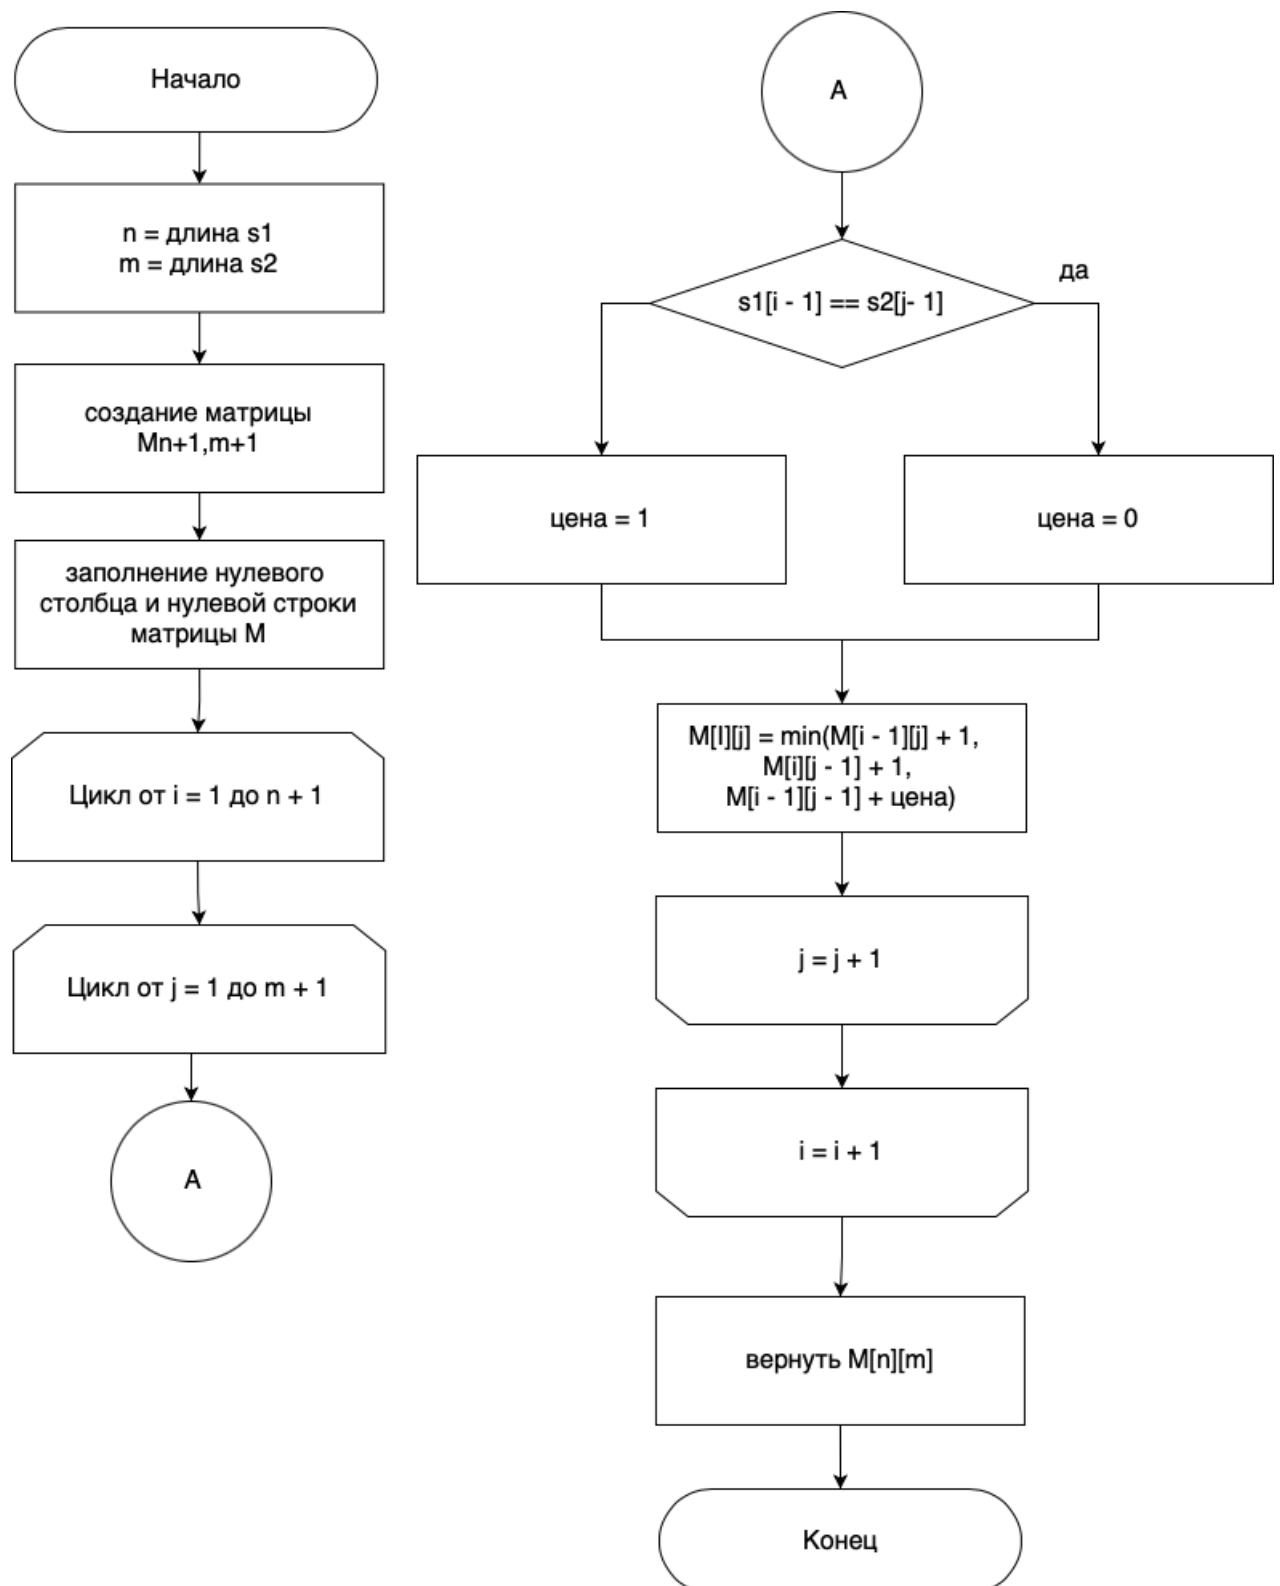 Начало
n = длина s1
m = длина s2
создание матрицы
Mn+1,m+1
заполнение нулевого
столбца и нулевой строки
матрицы M
Цикл от i = 1 до n + 1
Цикл от j = 1 до m + 1
A
A
s1[i - 1] == s2[j- 1]
да
цена = 1
цена = 0
M[I][j] = min(M[i - 1][j] + 1,
M[i][j - 1] + 1,
M[i - 1][j - 1] + цена)
j = j + 1
i = i + 1
вернуть M[n][m]
Конец